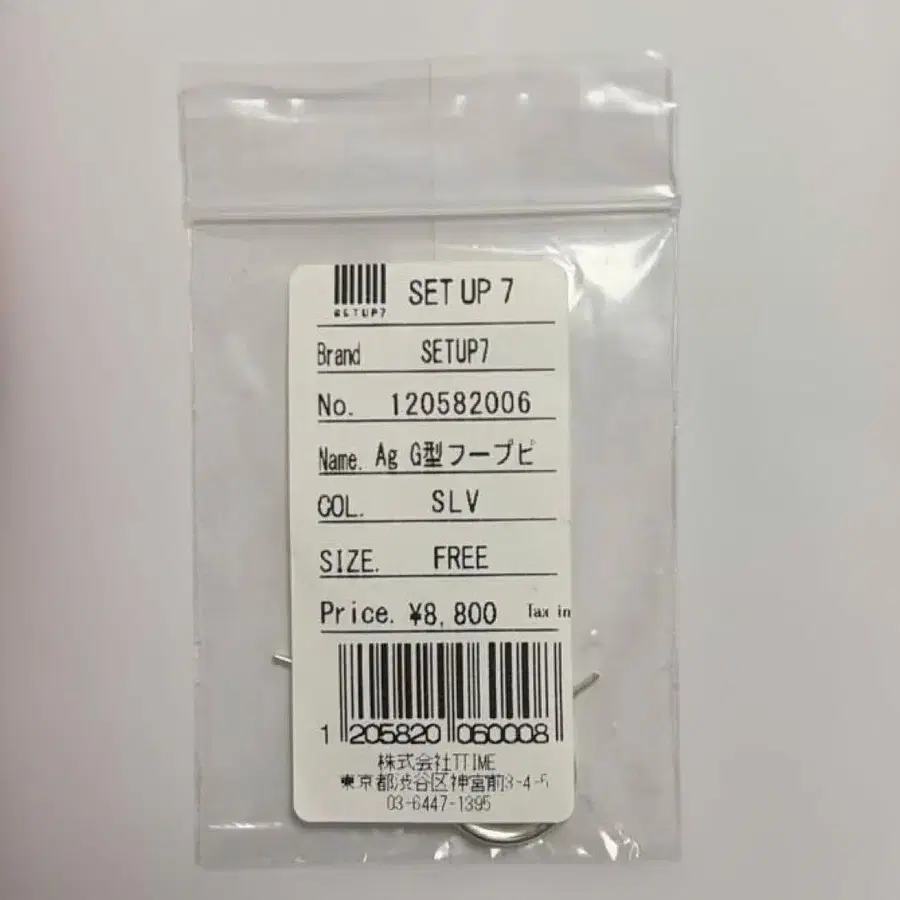 SET UP 7
SETUP7
Brand SETUP7
No. 120582006
Name. Ag G型フープピ
COL. SLV
SIZE. FREE
Price. ¥8,800 Tax in
1 205820 060008
株式会社TTIME
東京都渋谷区神宮前3-4-5
03-6447-1395